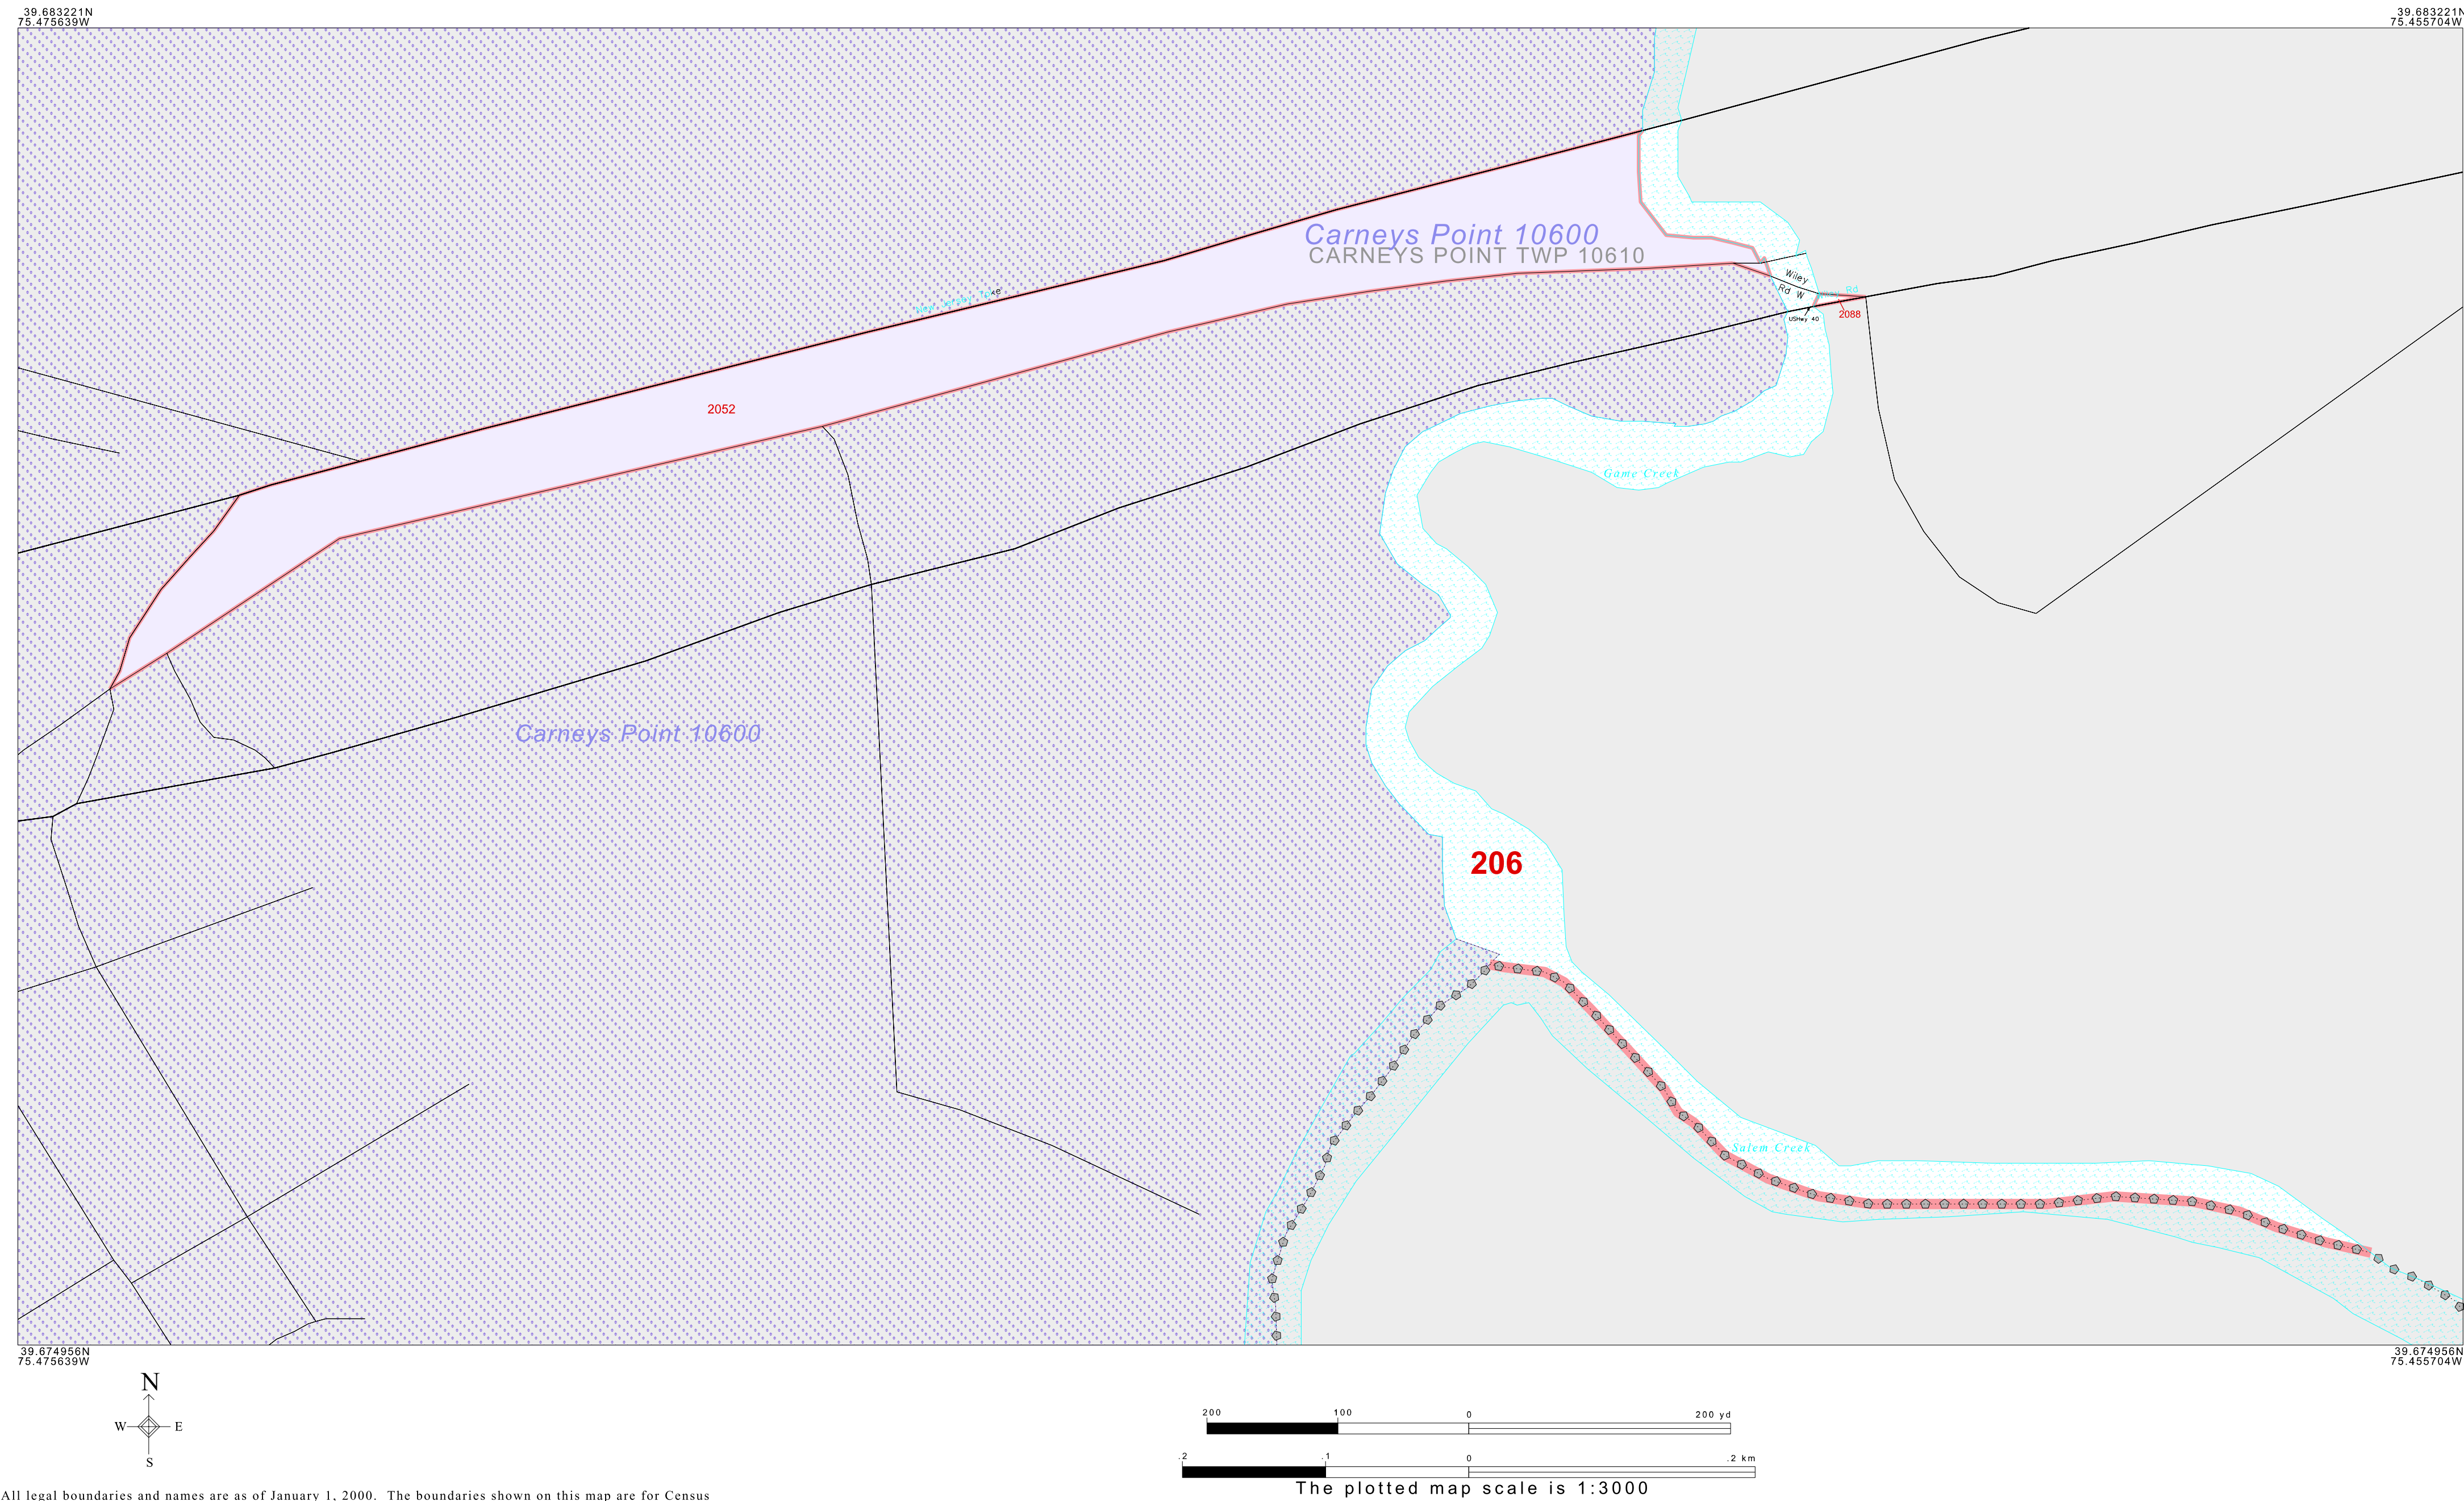 39.683221N
75.475639W
39.683221N
75.455704W
Carneys Point 10600
CARNEYS POINT TWP 10610
Wiley
Rd W
Rd
USHwy 40
2088
2052
Game Creek
Carneys Point 10600
206
Salem Creek
39.674956N
75.475639W
39.674956N
75.455704W
N
W E
S
200 100 0 200 yd
.2 .1 0 .2 km
The plotted map scale is 1:3000
All legal boundaries and names are as of January 1, 2000. The boundaries shown on this map are for Census